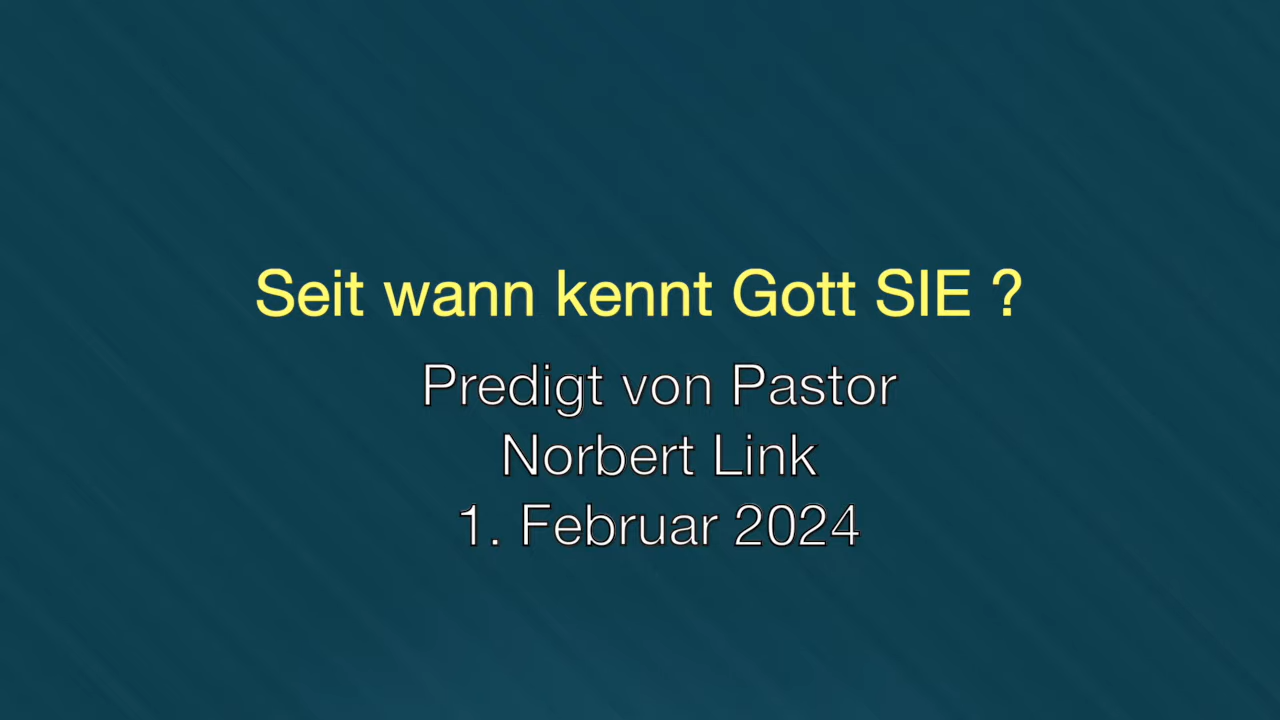 Seit wann kennt Gott SIE ?
Predigt von Pastor
Norbert Link
1. Februar 2024